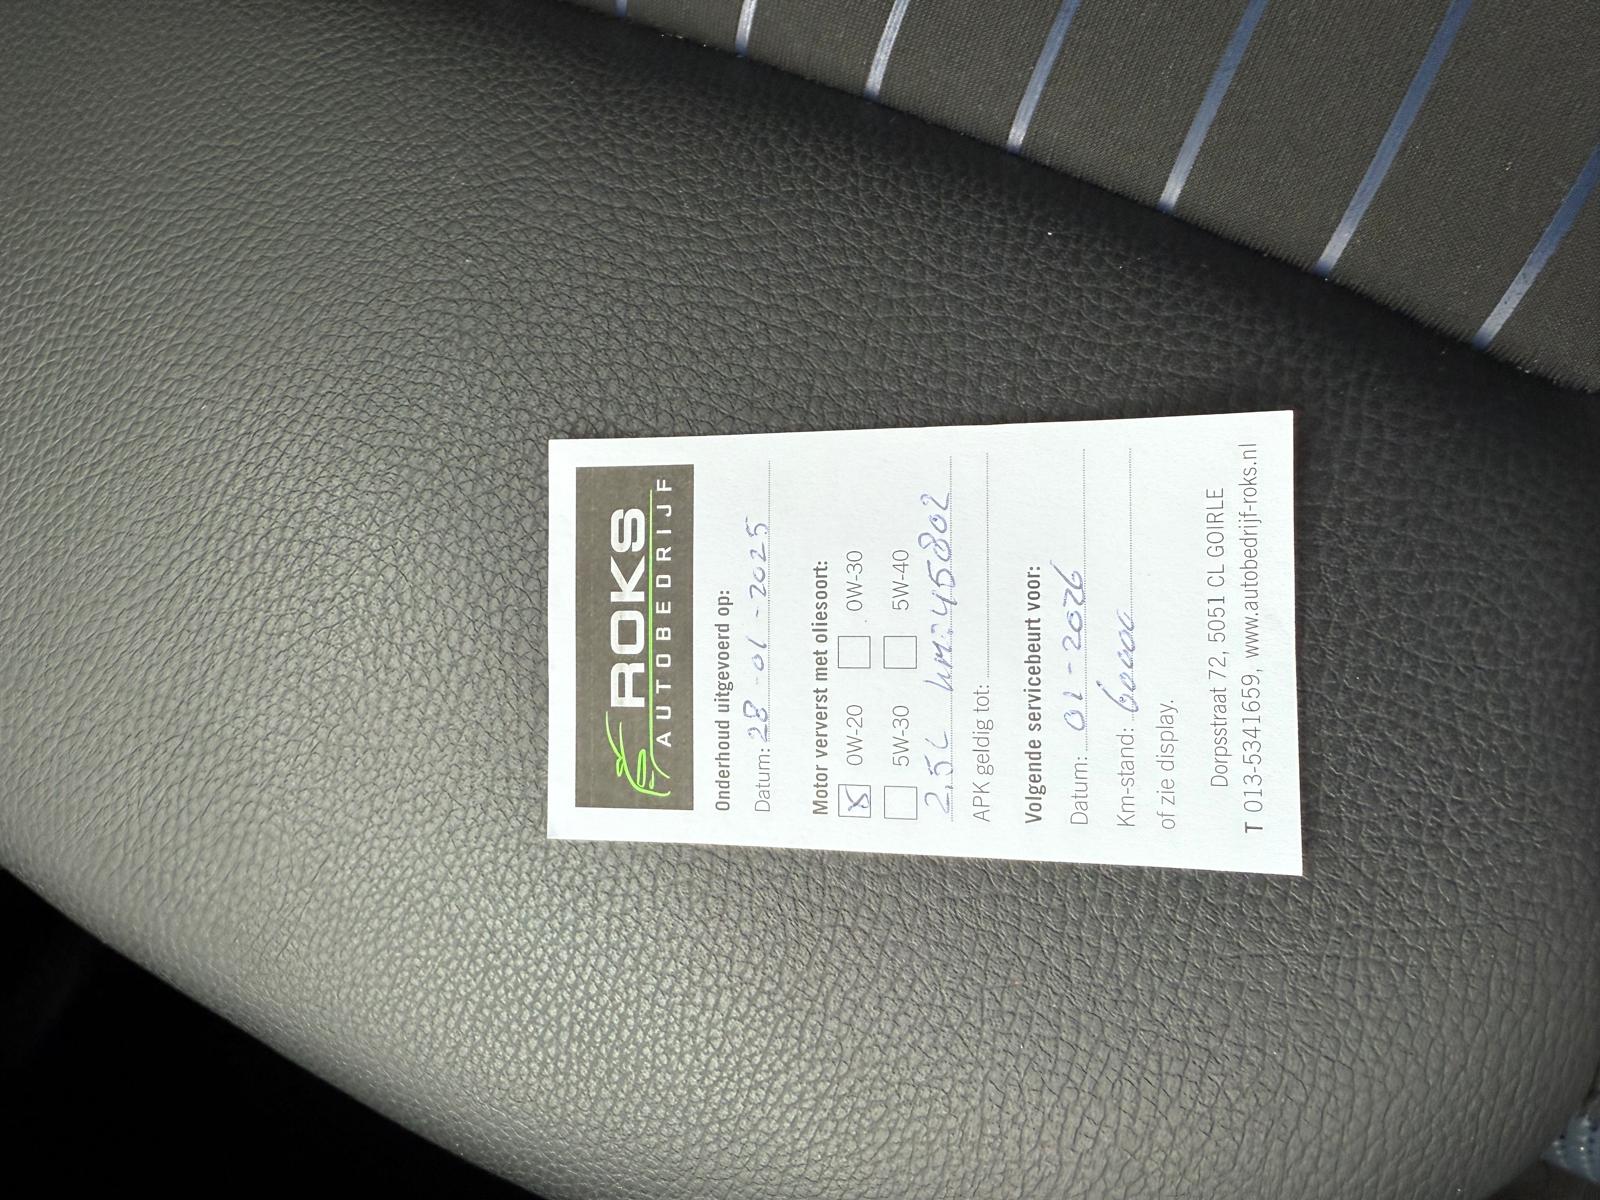 ROKS
AUTOBEDRIJF
Onderhoud uitgevoerd op:
Datum: 28-01-2025
Motor ververst met oliesoort:
0W-20 0W-30
5W-30 5W-40
2.5L km: 45802
APK geldig tot:
Volgende servicebeurt voor:
Datum: 01-2026
Km-stand: 60000
of zie display.
Dorpsstraat 72, 5051 CL GOIRLE
T 013-5341659, www.autobedrijf-roks.nl